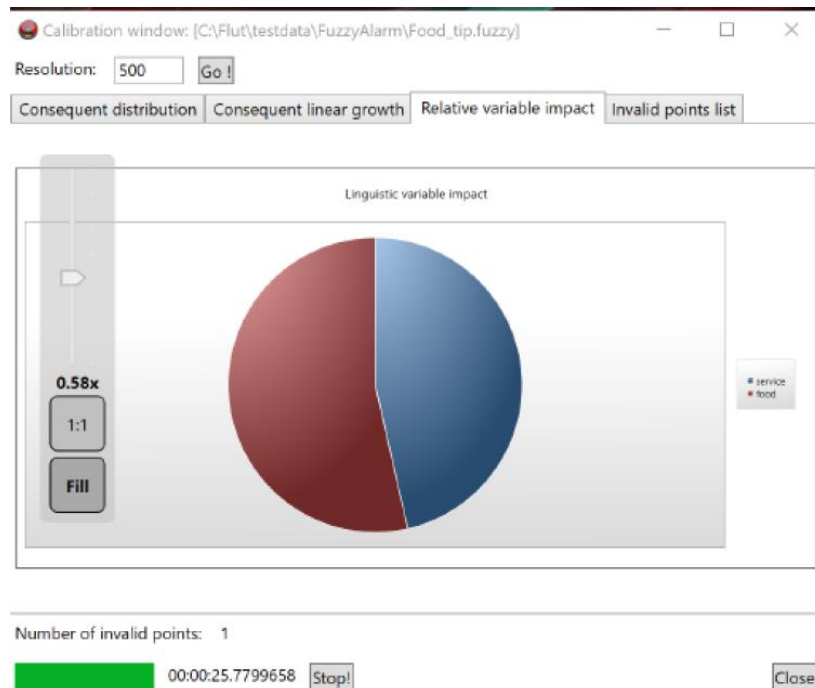 Calibration window: [C:\Flut\testdata\FuzzyAlarm\Food_tip.fuzzy]
Resolution: 500 Go !
Consequent distribution Consequent linear growth Relative variable impact Invalid points list
Linguistic variable impact
0.58x
1:1
Fill
service
food
Number of invalid points: 1
00:00:25.7799658 Stop!
Close